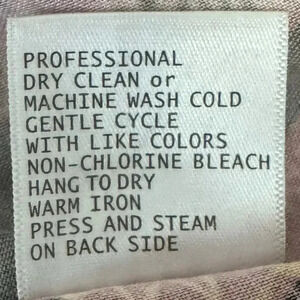 PROFESSIONAL
DRY CLEAN or
MACHINE WASH COLD
GENTLE CYCLE
WITH LIKE COLORS
NON-CHLORINE BLEACH
HANG TO DRY
WARM IRON
PRESS AND STEAM
ON BACK SIDE